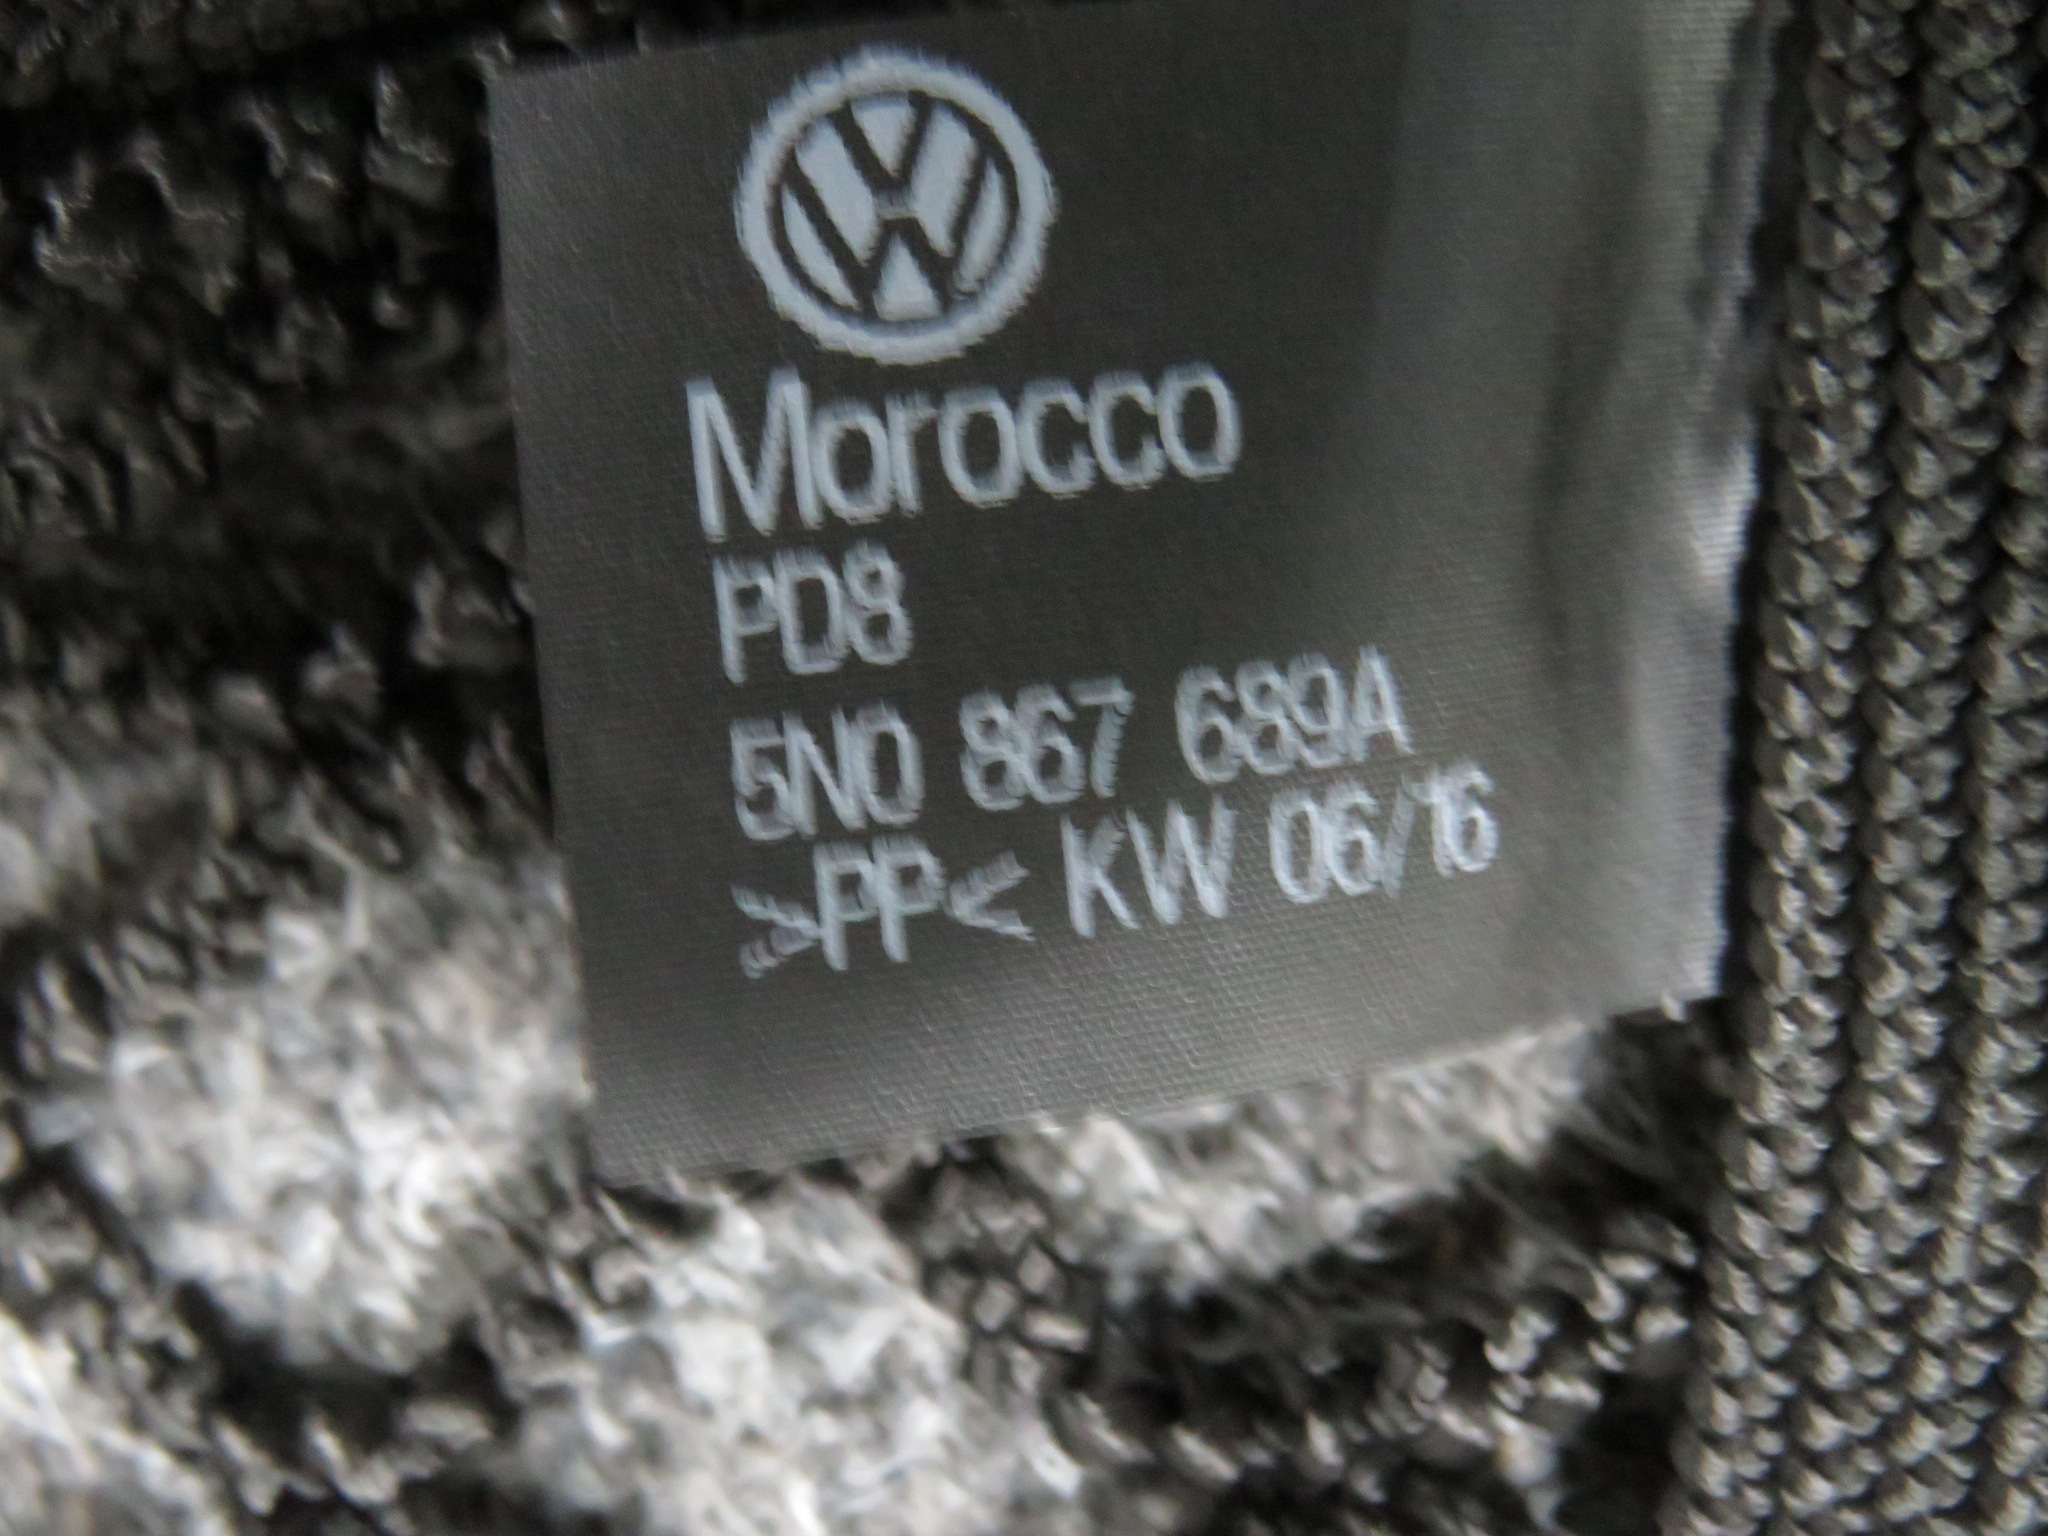 Morocco
PD8
5N0 867 689A
>PP< KW 06/16